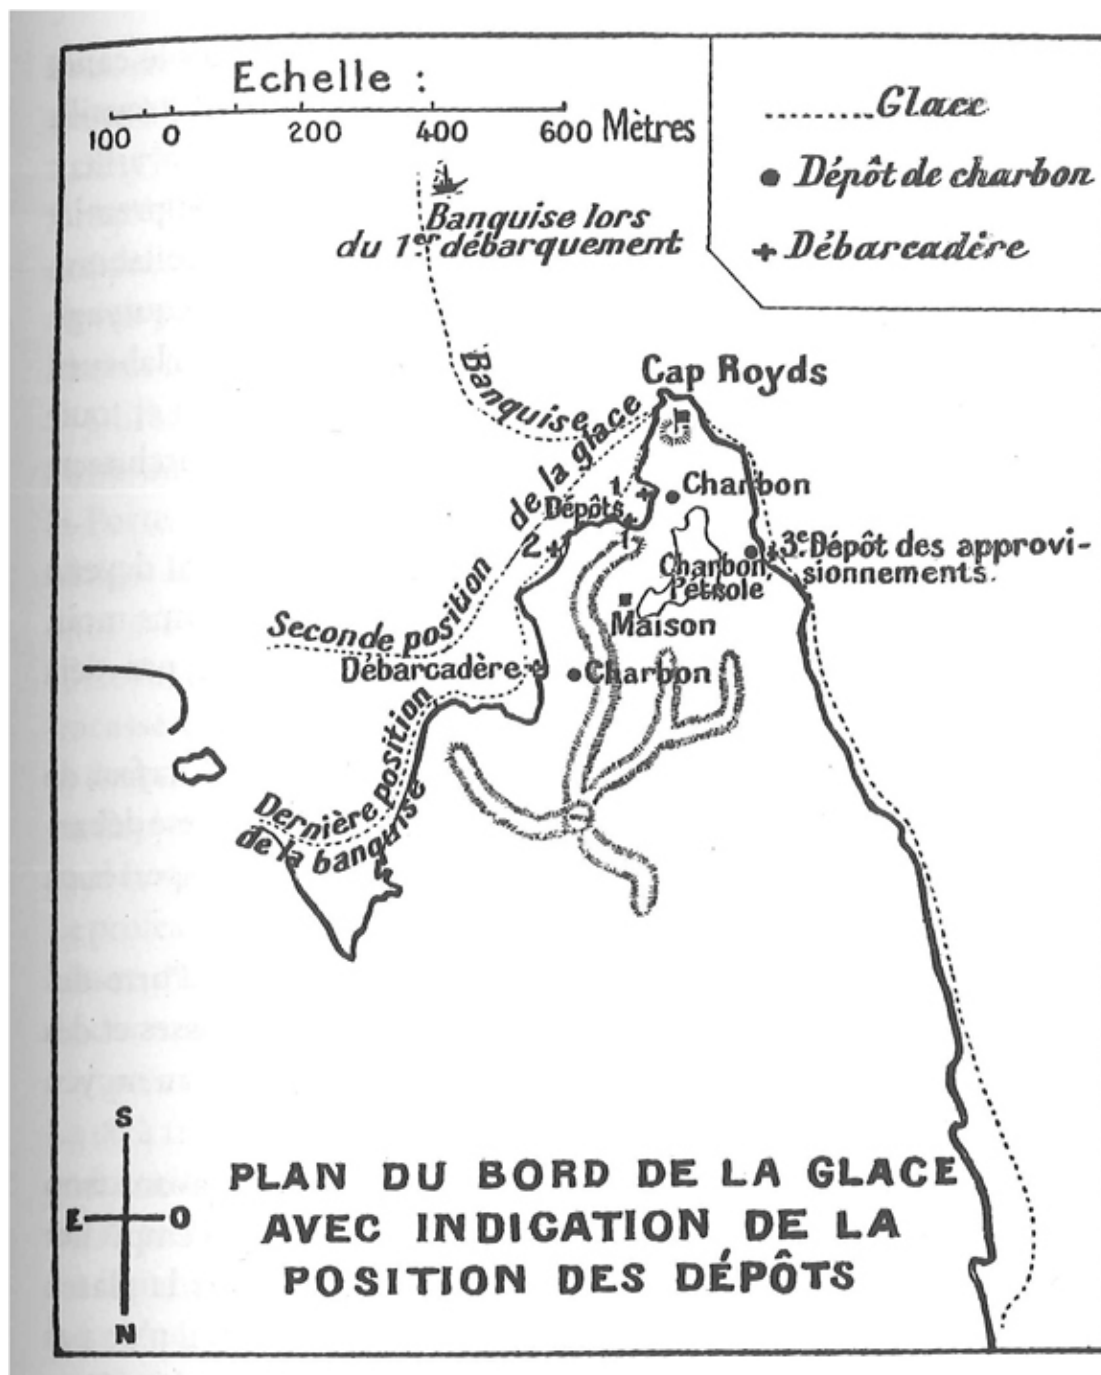 Echelle :
100 0 200 400 600 Mètres
Glace
Dépôt de charbon
Débarcadère
Banquise lors
du 1er débarquement
Banquise
Cap Royds
Seconde position de la glace
1
Dépôts
2
1
Charbon
3e Dépôt des approvi-
sionnements.
Charbon,
Pétrole
Maison
Débarcadère
Charbon
Dernière position
de la banquise
S
E O
N
PLAN DU BORD DE LA GLACE
AVEC INDICATION DE LA
POSITION DES DÉPÔTS